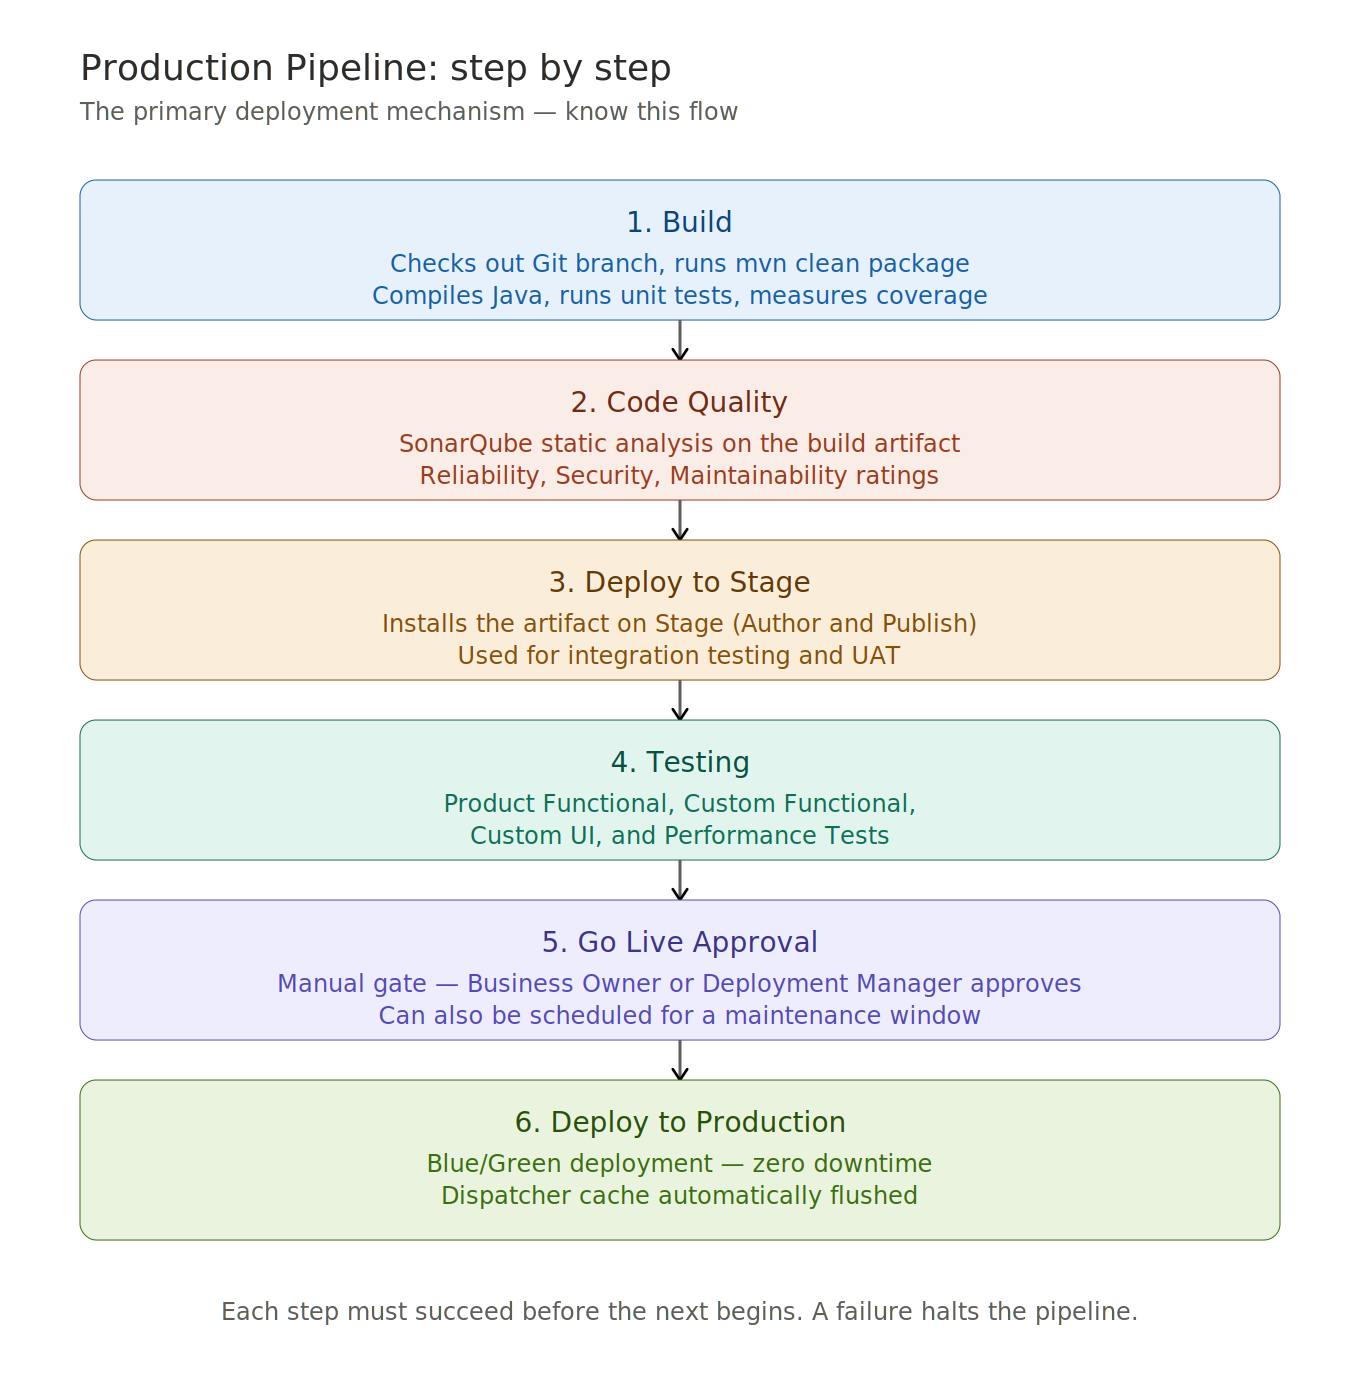 Production Pipeline: step by step
The primary deployment mechanism — know this flow
1. Build
Checks out Git branch, runs mvn clean package
Compiles Java, runs unit tests, measures coverage
2. Code Quality
SonarQube static analysis on the build artifact
Reliability, Security, Maintainability ratings
3. Deploy to Stage
Installs the artifact on Stage (Author and Publish)
Used for integration testing and UAT
4. Testing
Product Functional, Custom Functional,
Custom UI, and Performance Tests
5. Go Live Approval
Manual gate — Business Owner or Deployment Manager approves
Can also be scheduled for a maintenance window
6. Deploy to Production
Blue/Green deployment — zero downtime
Dispatcher cache automatically flushed
Each step must succeed before the next begins. A failure halts the pipeline.